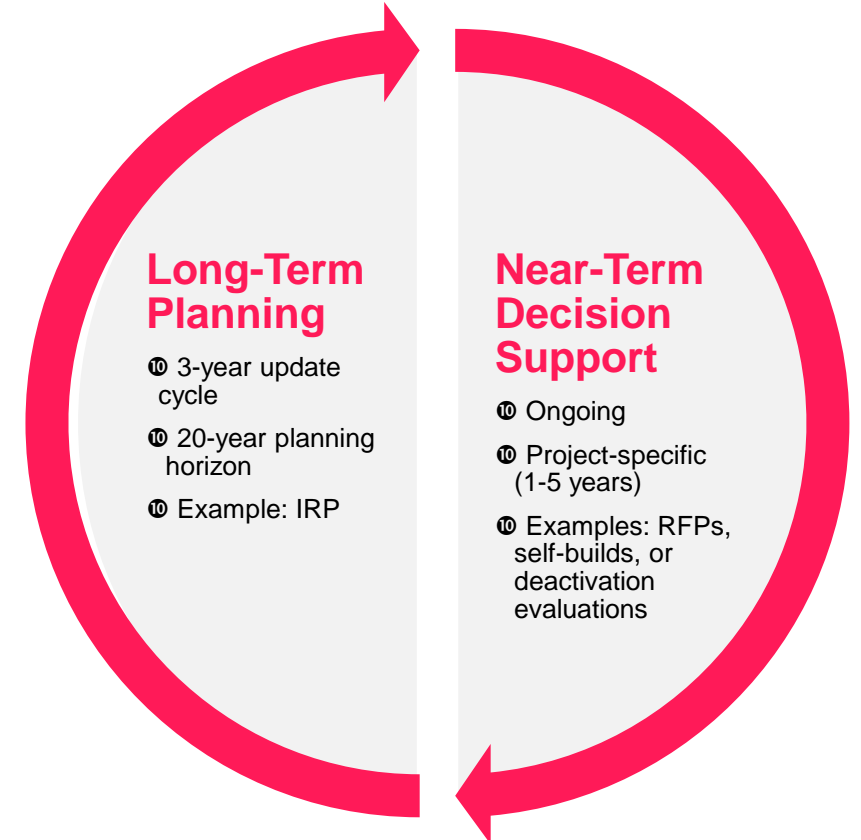 Long-Term
Planning
❿ 3-year update
cycle
❿ 20-year planning
horizon
❿ Example: IRP
Near-Term
Decision
Support
❿ Ongoing
❿ Project-specific
(1-5 years)
❿ Examples: RFPs,
self-builds, or
deactivation
evaluations